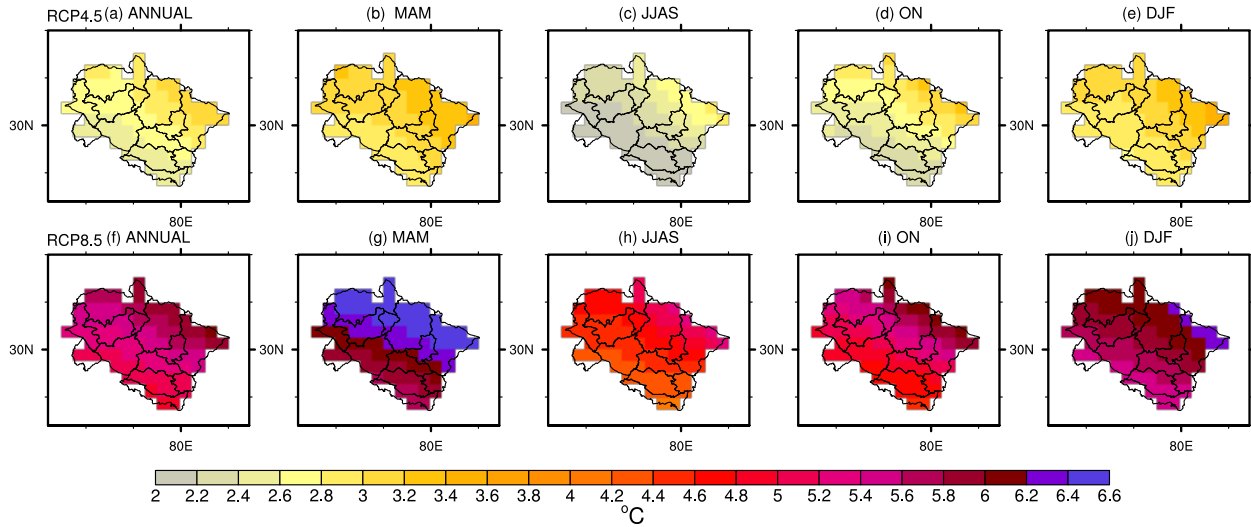 RCP4.5 (a) ANNUAL (b) MAM (c) JJAS (d) ON (e) DJF
30N 30N 30N 30N 30N
80E 80E 80E 80E 80E
RCP8.5 (f) ANNUAL (g) MAM (h) JJAS (i) ON (j) DJF
30N 30N 30N 30N 30N
80E 80E 80E 80E 80E
2 2.2 2.4 2.6 2.8 3 3.2 3.4 3.6 3.8 4 4.2 4.4 4.6 4.8 5 5.2 5.4 5.6 5.8 6 6.2 6.4 6.6
°C